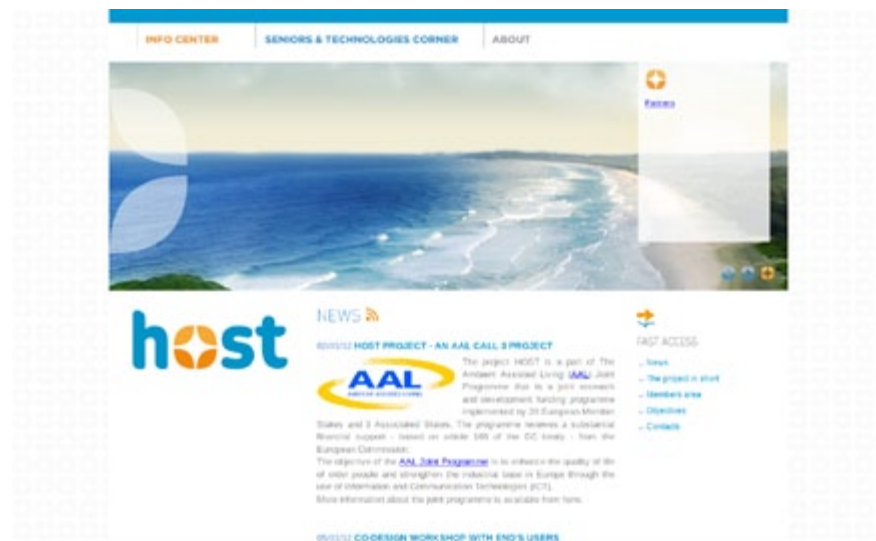 INFO CENTER
SENIORS & TECHNOLOGIES CORNER
ABOUT
Partners
host
NEWS
HOST PROJECT - AN AAL CALL 3 PROJECT
AAL
The project HOST is a part of The
Ambient Assisted Living (AAL) Joint
Programme that is a joint research
and development funding programme
implemented by 20 European Member
States and 3 Associated States. The programme receives a substantial
financial support - based on article 169 of the EC treaty - from the
European Commission.
The objective of the AAL Joint Programme is to enhance the quality of life
of older people and strengthen the industrial base in Europe through the
use of Information and Communication Technologies (ICT).
More information about the joint programme is available from here.
CO-DESIGN WORKSHOP WITH END'S USERS
FAST ACCESS
News
The project in short
Members area
Objectives
Contacts